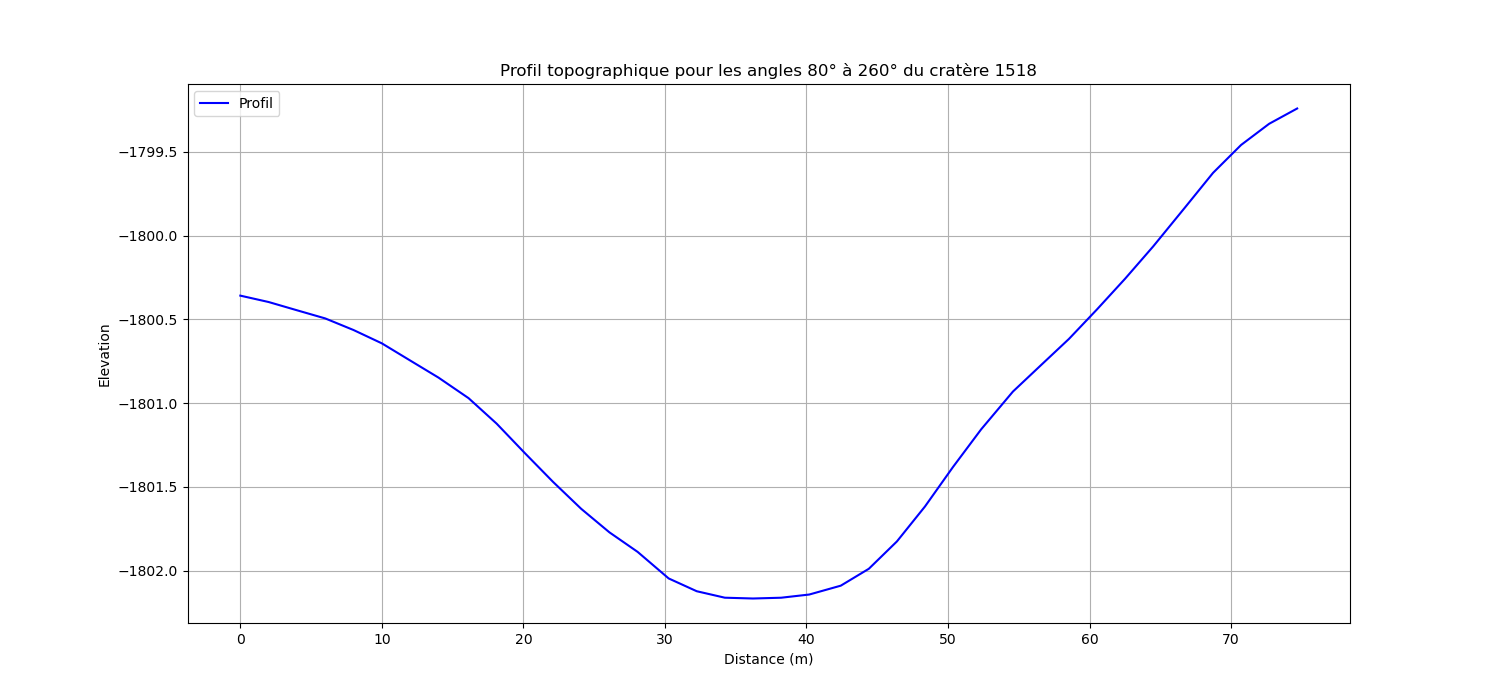 Profil topographique pour les angles 80° à 260° du cratère 1518
Profil
−1799.5
−1800.0
−1800.5
−1801.0
−1801.5
−1802.0
Elevation
0 10 20 30 40 50 60 70
Distance (m)